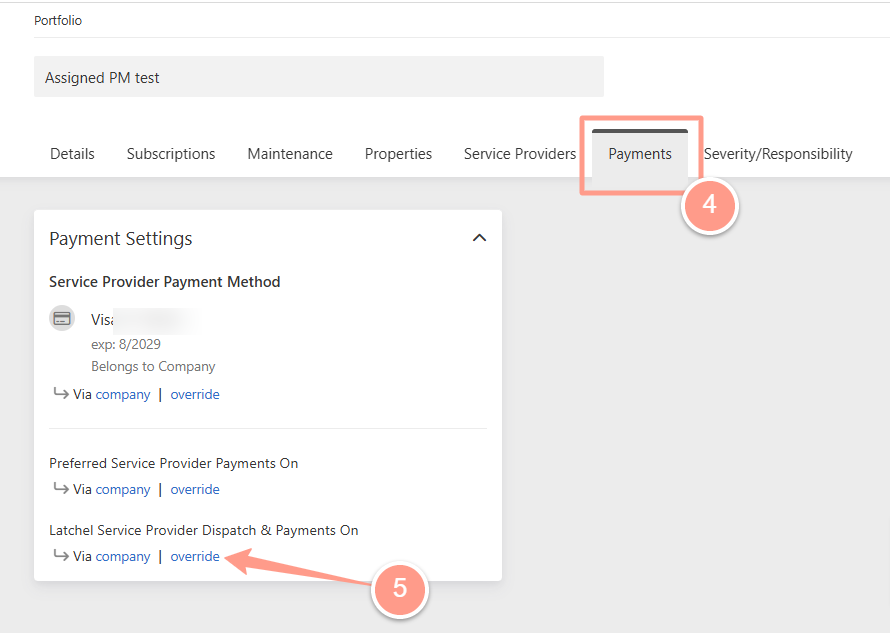 Portfolio
Assigned PM test
Details Subscriptions Maintenance Properties Service Providers Payments Severity/Responsibility
4
Payment Settings
Service Provider Payment Method
Visa
exp: 8/2029
Belongs to Company
Via company | override
Preferred Service Provider Payments On
Via company | override
Latchel Service Provider Dispatch & Payments On
Via company | override
5